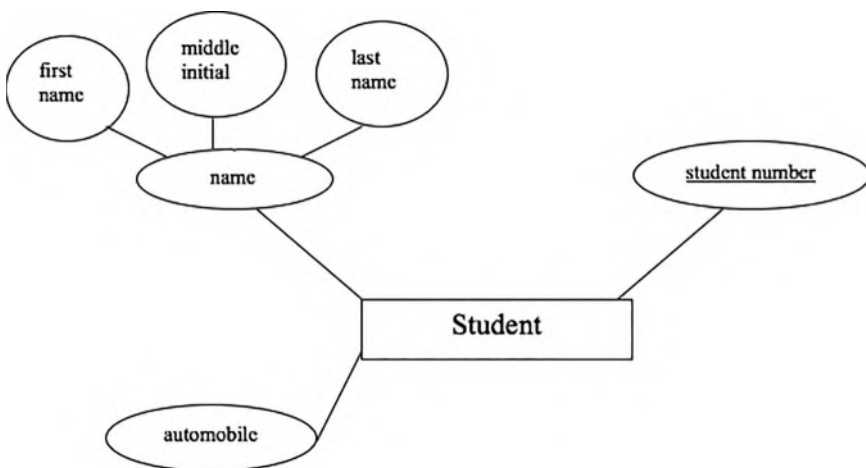 first
name
middle
initial
last
name
name
student number
Student
automobile